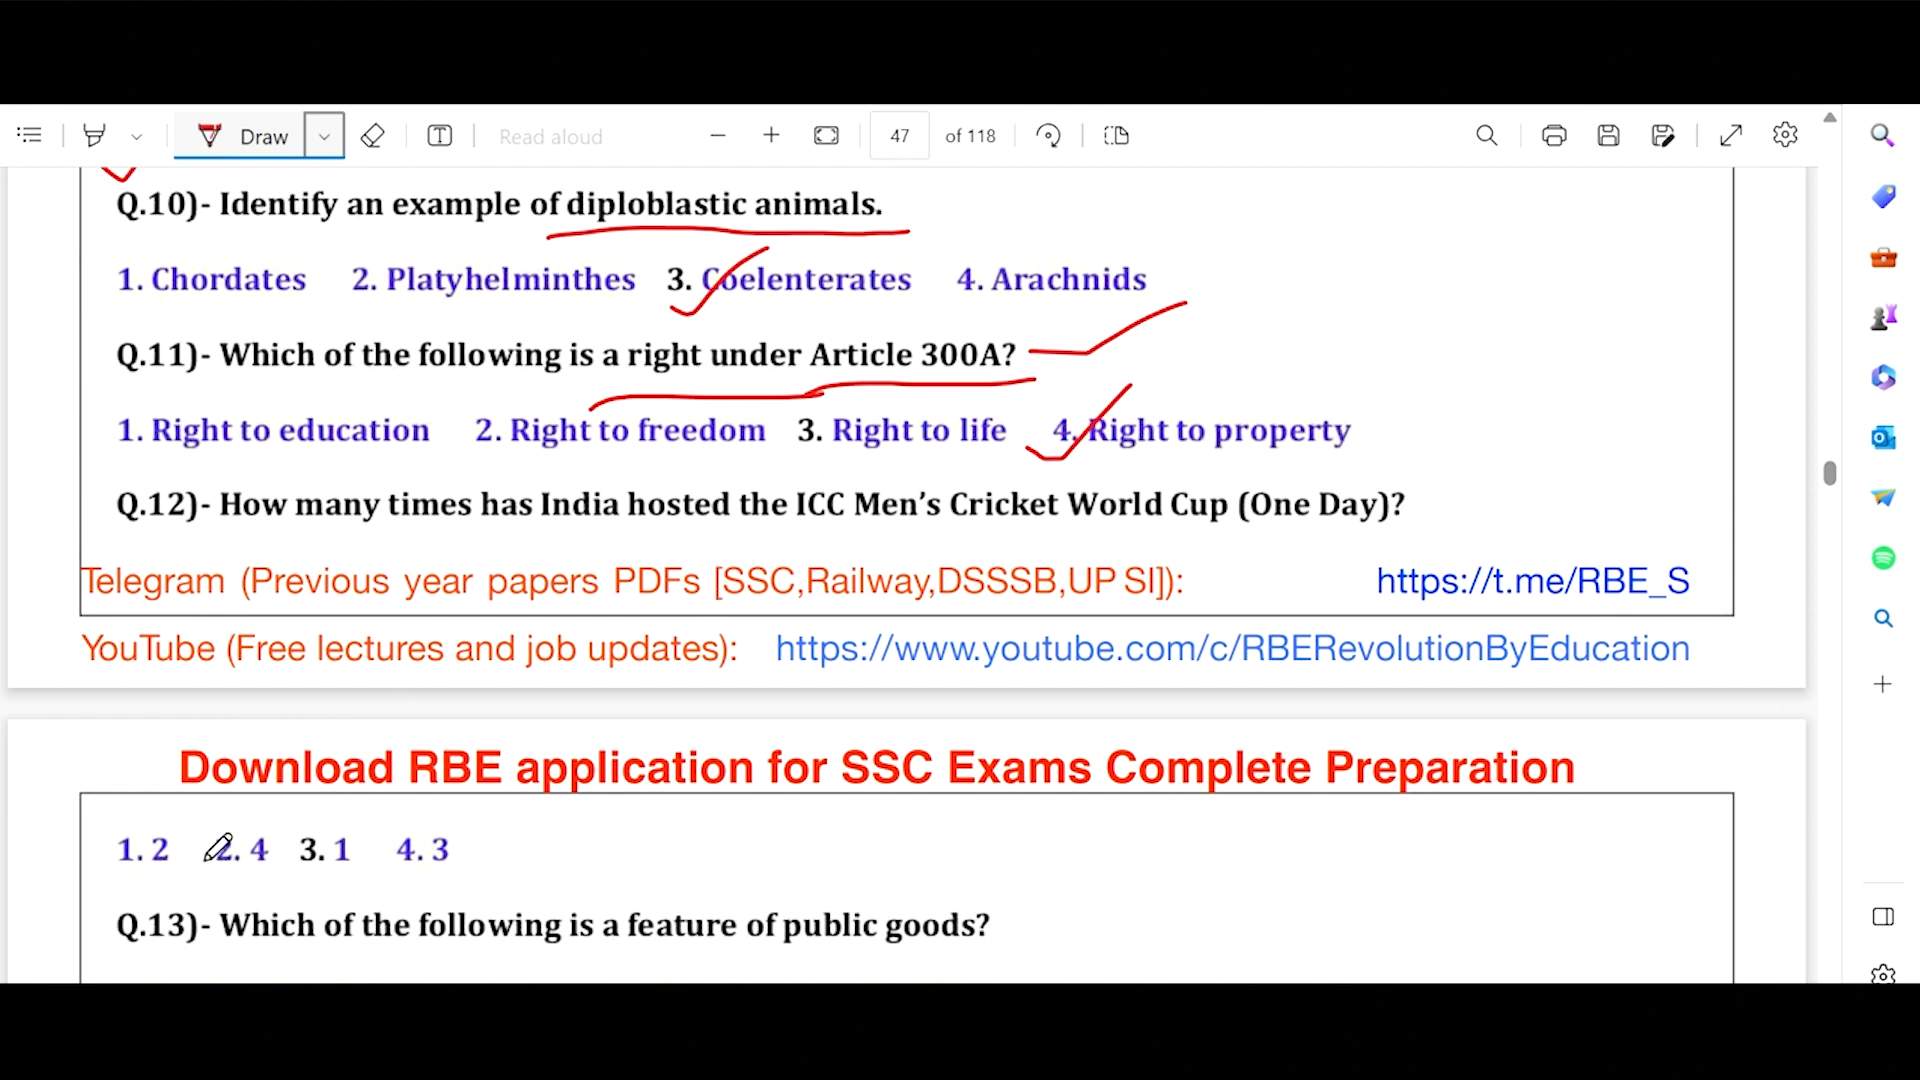 Draw
Read aloud
47 of 118
Q.10)- Identify an example of diploblastic animals.
1. Chordates 2. Platyhelminthes 3. Coelenterates 4. Arachnids
Q.11)- Which of the following is a right under Article 300A?
1. Right to education 2. Right to freedom 3. Right to life 4. Right to property
Q.12)- How many times has India hosted the ICC Men’s Cricket World Cup (One Day)?
Telegram (Previous year papers PDFs [SSC,Railway,DSSSB,UP SI]): https://t.me/RBE_S
YouTube (Free lectures and job updates): https://www.youtube.com/c/RBERevolutionByEducation
Download RBE application for SSC Exams Complete Preparation
1. 2 2. 4 3. 1 4. 3
Q.13)- Which of the following is a feature of public goods?